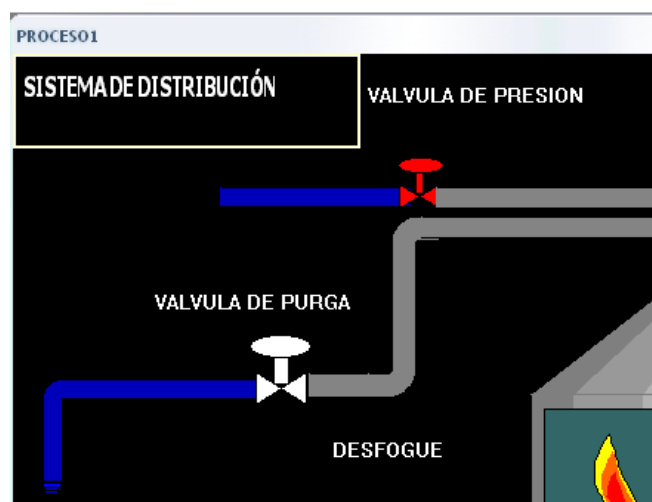 PROCESO1
SISTEMA DE DISTRIBUCIÓN
VALVULA DE PRESION
VALVULA DE PURGA
DESFOGUE